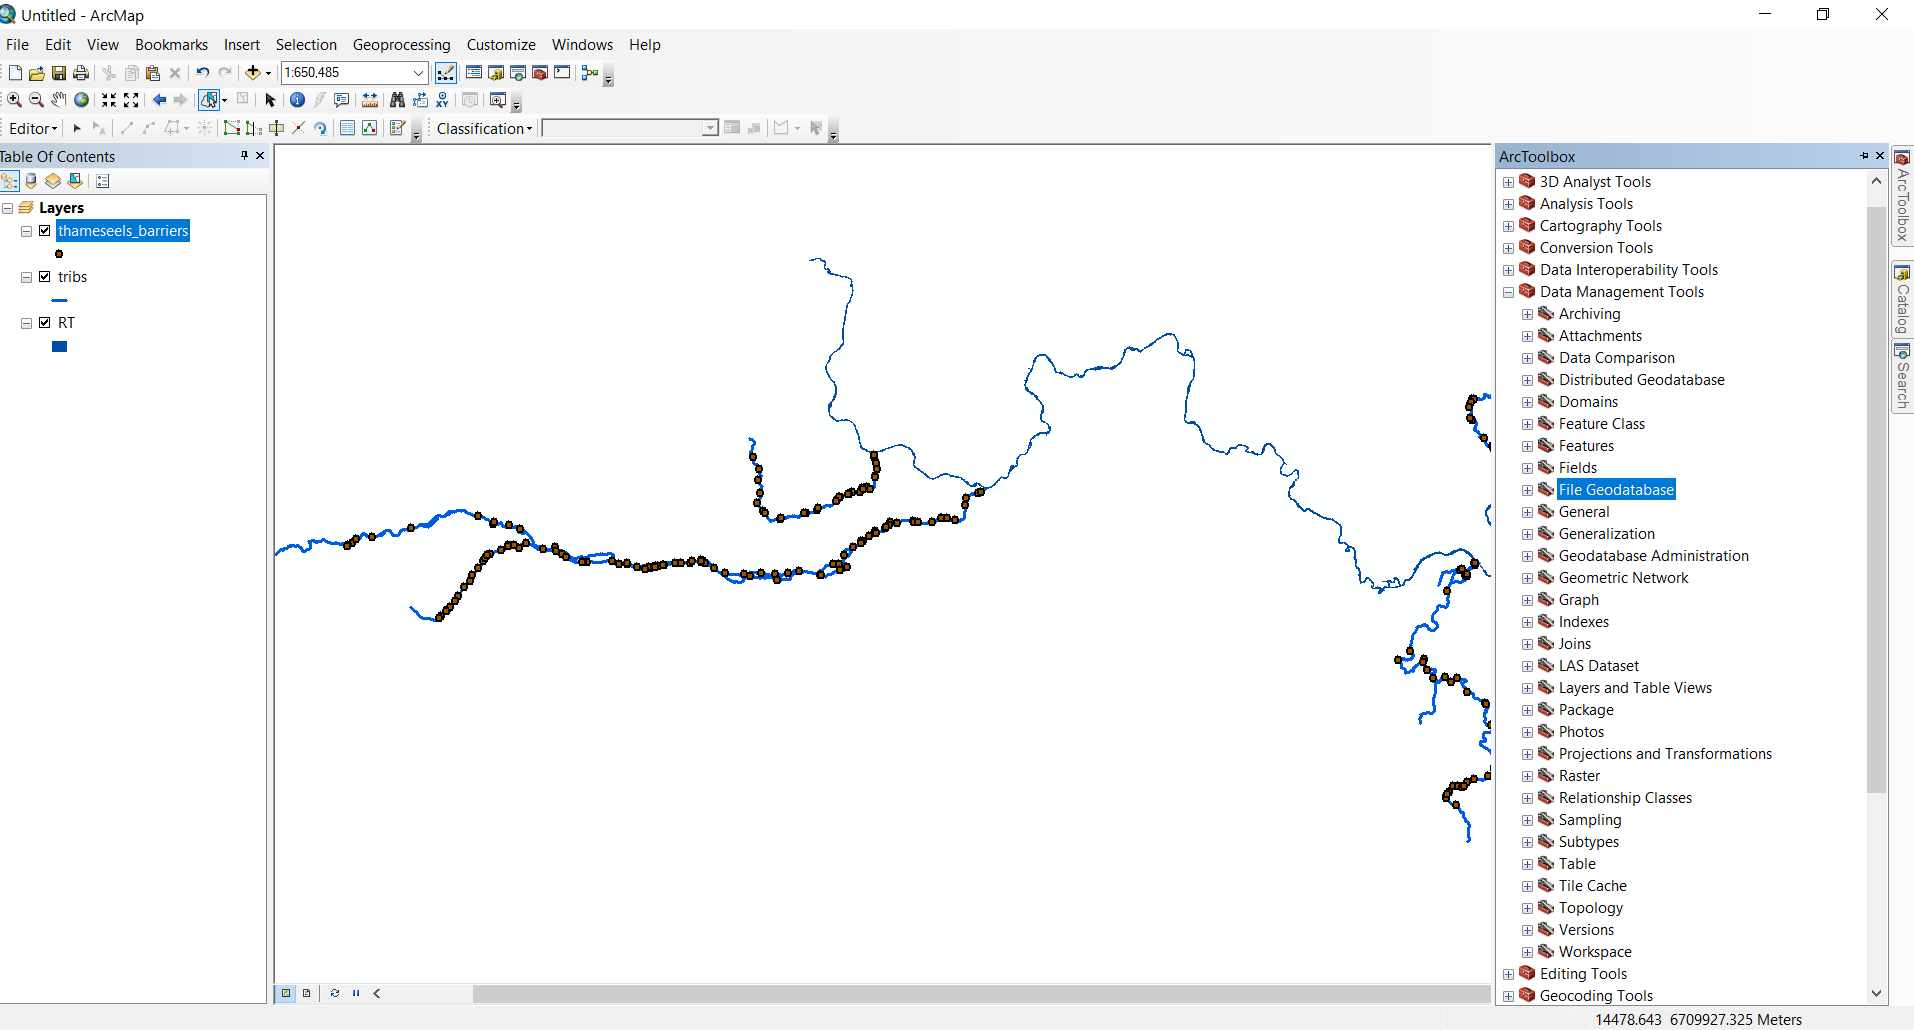 Untitled - ArcMap
File Edit View Bookmarks Insert Selection Geoprocessing Customize Windows Help
1:650,485
Editor Classification
Table Of Contents
Layers
thameseels_barriers
tribs
RT
ArcToolbox
3D Analyst Tools
Analysis Tools
Cartography Tools
Conversion Tools
Data Interoperability Tools
Data Management Tools
Archiving
Attachments
Data Comparison
Distributed Geodatabase
Domains
Feature Class
Features
Fields
File Geodatabase
General
Generalization
Geodatabase Administration
Geometric Network
Graph
Indexes
Joins
LAS Dataset
Layers and Table Views
Package
Photos
Projections and Transformations
Raster
Relationship Classes
Sampling
Subtypes
Table
Tile Cache
Topology
Versions
Workspace
Editing Tools
Geocoding Tools
ArcToolbox
Catalog
Search
14478.643 6709927.325 Meters